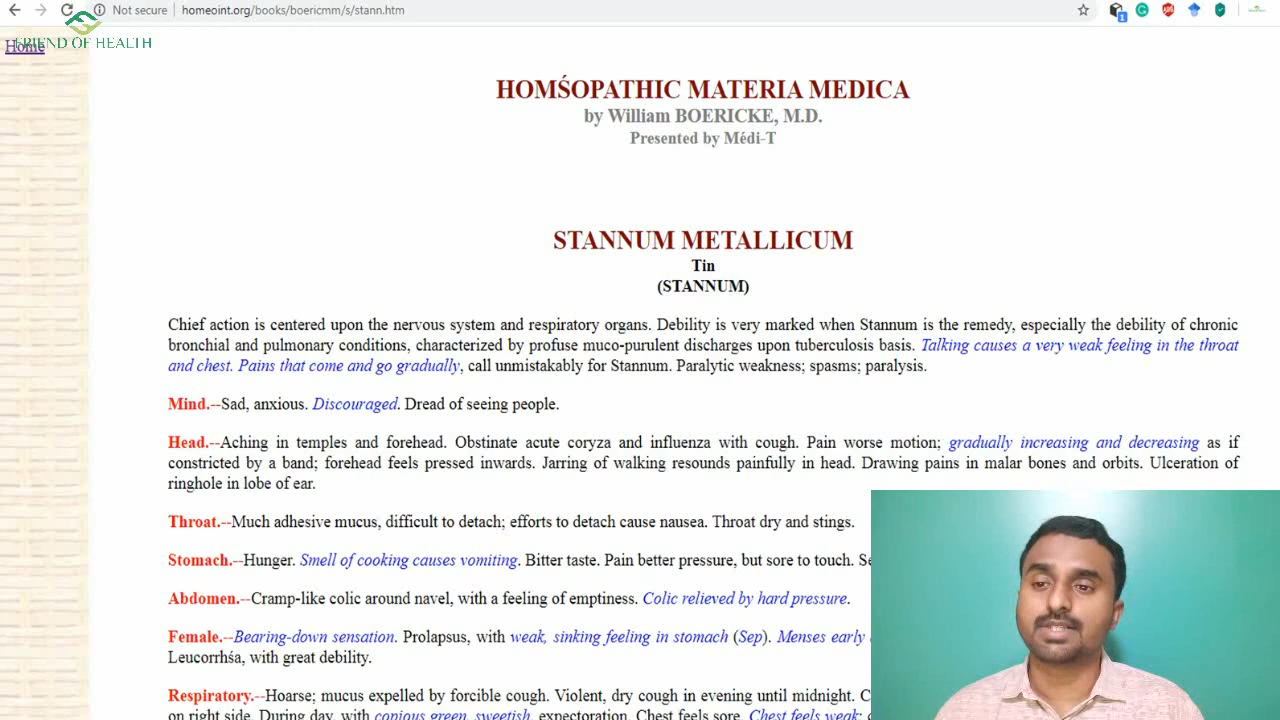 Not secure
homeoint.org/books/boericmm/s/stann.htm
1
Home
FRIEND OF HEALTH
HOMŚOPATHIC MATERIA MEDICA
by William BOERICKE, M.D.
Presented by Médi-T
STANNUM METALLICUM
Tin
(STANNUM)
Chief action is centered upon the nervous system and respiratory organs. Debility is very marked when Stannum is the remedy, especially the debility of chronic
bronchial and pulmonary conditions, characterized by profuse muco-purulent discharges upon tuberculosis basis. Talking causes a very weak feeling in the throat
and chest. Pains that come and go gradually, call unmistakably for Stannum. Paralytic weakness; spasms; paralysis.
Mind.--Sad, anxious. Discouraged. Dread of seeing people.
Head.--Aching in temples and forehead. Obstinate acute coryza and influenza with cough. Pain worse motion; gradually increasing and decreasing as if
constricted by a band; forehead feels pressed inwards. Jarring of walking resounds painfully in head. Drawing pains in malar bones and orbits. Ulceration of
ringhole in lobe of ear.
Throat.--Much adhesive mucus, difficult to detach; efforts to detach cause nausea. Throat dry and stings.
Stomach.--Hunger. Smell of cooking causes vomiting. Bitter taste. Pain better pressure, but sore to touch.
Abdomen.--Cramp-like colic around navel, with a feeling of emptiness. Colic relieved by hard pressure.
Female.--Bearing-down sensation. Prolapsus, with weak, sinking feeling in stomach (Sep). Menses early
Leucorrhśa, with great debility.
Respiratory.--Hoarse; mucus expelled by forcible cough. Violent, dry cough in evening until midnight.
on right side. During day, with copious green, sweetish, expectoration. Chest feels sore. Chest feels weak;